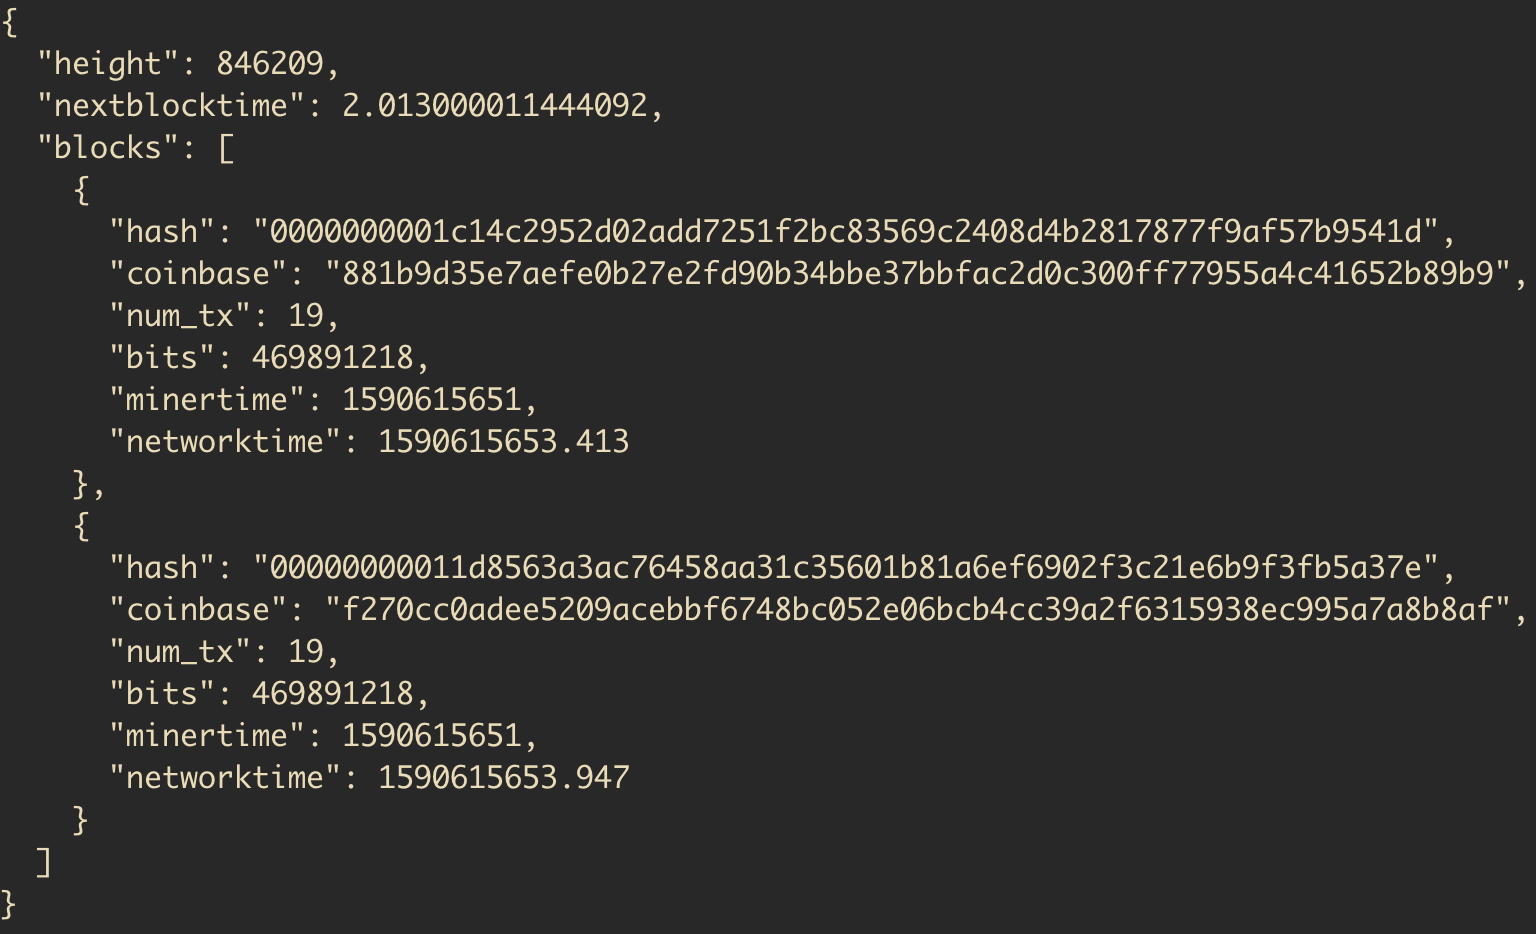 {
  "height": 846209,
  "nextblocktime": 2.013000011444092,
  "blocks": [
    {
      "hash": "0000000001c14c2952d02add7251f2bc83569c2408d4b2817877f9af57b9541d",
      "coinbase": "881b9d35e7aefe0b27e2fd90b34bbe37bbfac2d0c300ff77955a4c41652b89b9",
      "num_tx": 19,
      "bits": 469891218,
      "minertime": 1590615651,
      "networktime": 1590615653.413
    },
    {
      "hash": "00000000011d8563a3ac76458aa31c35601b81a6ef6902f3c21e6b9f3fb5a37e",
      "coinbase": "f270cc0adee5209acebbf6748bc052e06bcb4cc39a2f6315938ec995a7a8b8af",
      "num_tx": 19,
      "bits": 469891218,
      "minertime": 1590615651,
      "networktime": 1590615653.947
    }
  ]
}